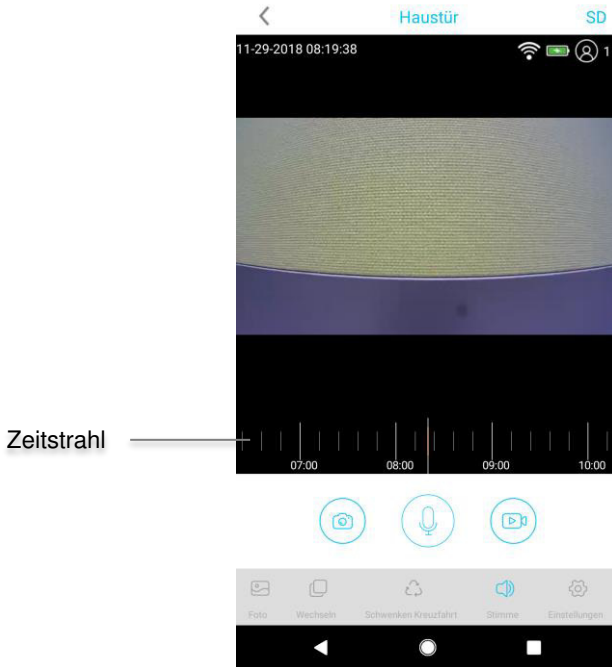 Haustür SD
11-29-2018 08:19:38 1
Zeitstrahl
07:00 08:00 09:00 10:00
Foto Wechseln Schwenken Kreuzfahrt Stimme Einstellungen